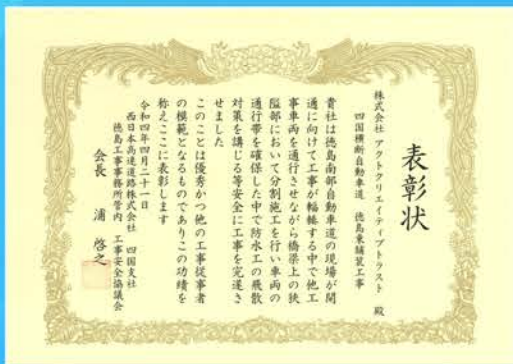 表彰状
株式会社 アクトクリエイティブトラスト 殿
四国横断自動車道 徳島東舗装工事
貴社は徳島南部自動車道の現場が開
通に向けて工事が輻輳する中で他工
事車両を通行させながら橋梁上の狭
隘部において分割施工を行い車両の
通行帯を確保した中で防水工の飛散
対策を講じる等安全に工事を完遂さ
せました
このことは優秀かつ他の工事従事者
の模範となるものでありこの功績を
称えここに表彰します
令和四年四月二十一日
西日本高速道路株式会社 四国支社
徳島工事事務所管内 工事安全協議会
会長 浦 啓之